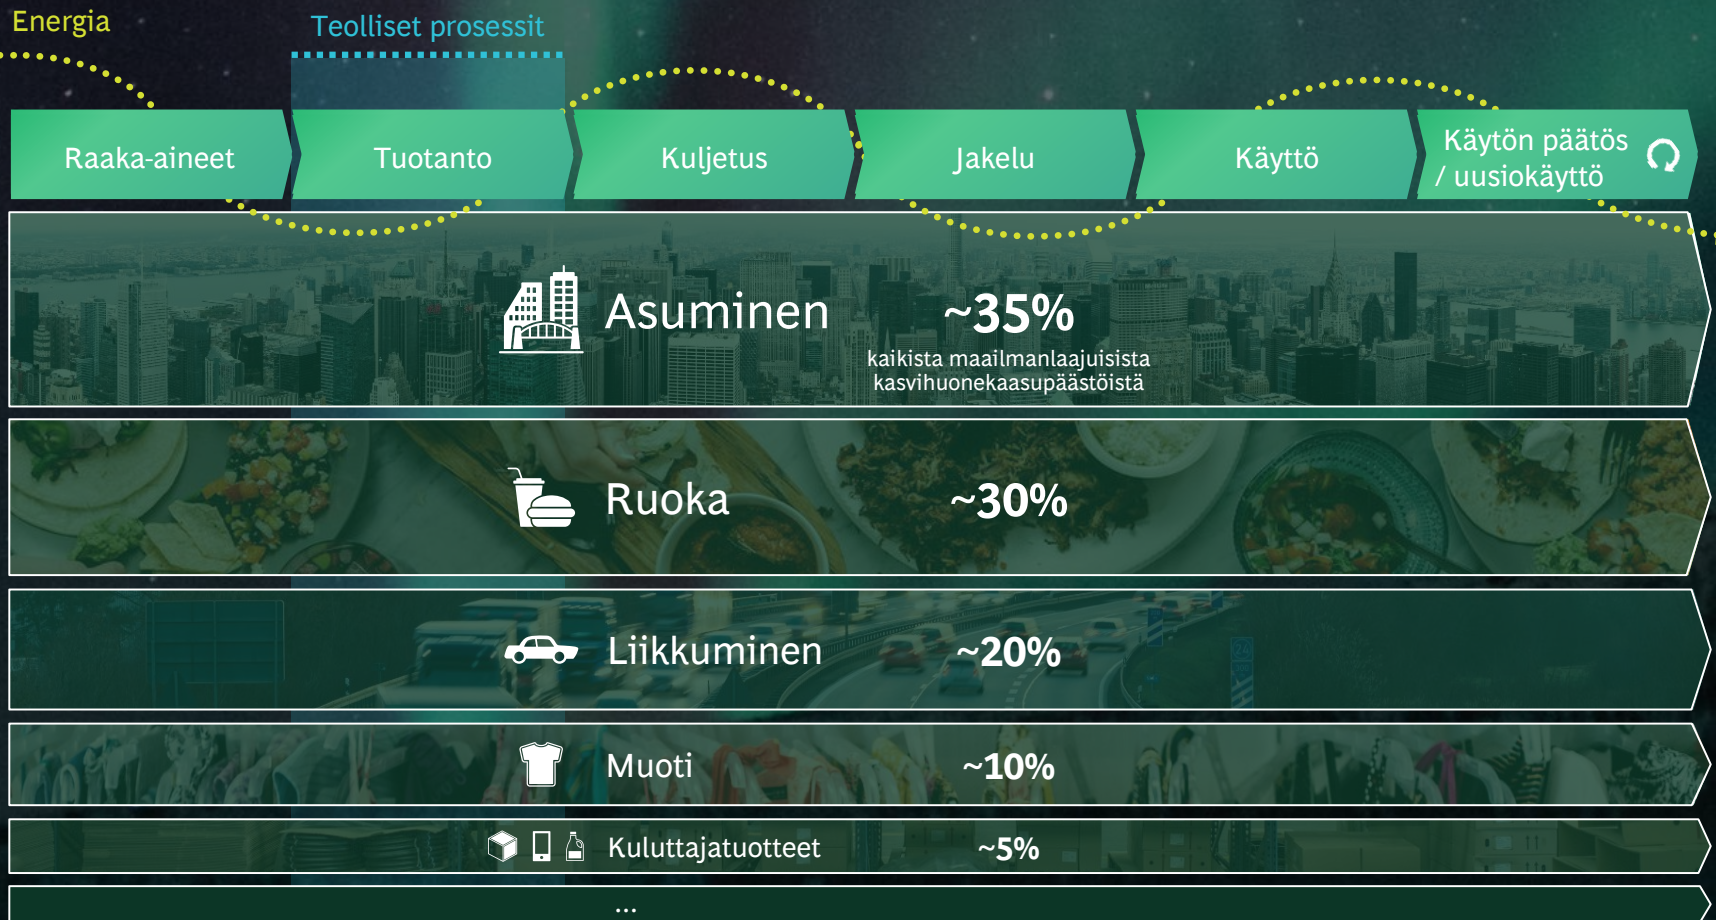 Energia
Teolliset prosessit
Raaka-aineet
Tuotanto
Kuljetus
Jakelu
Käyttö
Käytön päätös
/ uusiokäyttö
Asuminen
~35%
kaikista maailmanlaajuisista
kasvihuonekaasupäästöistä
Ruoka
~30%
Liikkuminen
~20%
Muoti
~10%
Kuluttajatuotteet
~5%
...